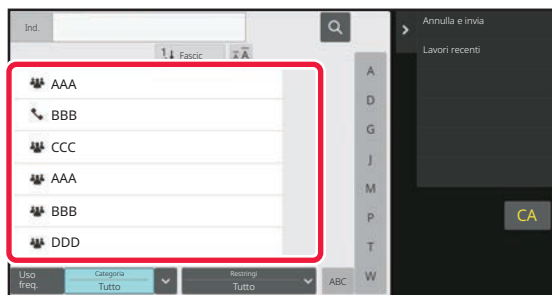 Ind.
Annulla e invia
1 Fascic
A
Lavori recenti
A
AAA
D
BBB
G
CCC
J
AAA
M
BBB
P
CA
DDD
T
Uso freq.
Categoria
Tutto
Restringi
Tutto
ABC
W